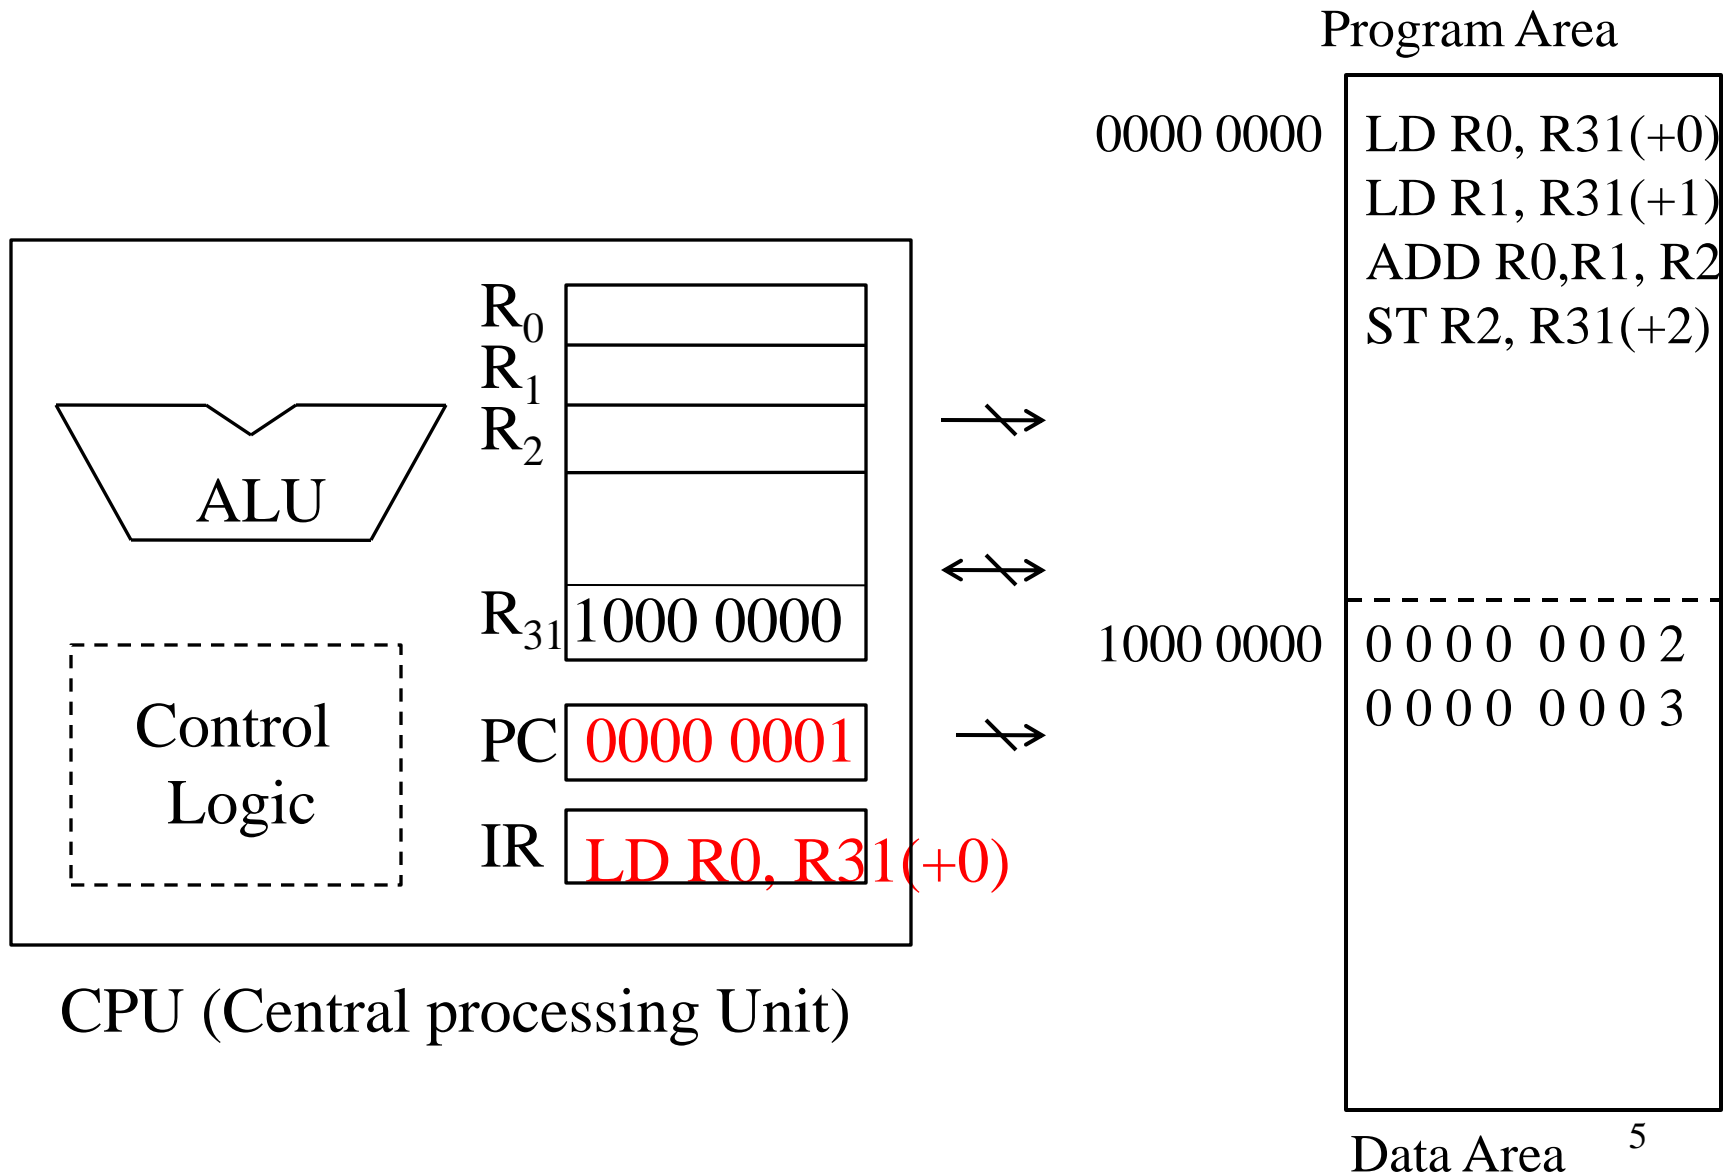 Program Area
0000 0000
LD R0, R31(+0)
LD R1, R31(+1)
ADD R0,R1, R2
ST R2, R31(+2)
R0
R1
R2
ALU
R31
1000 0000
Control
Logic
PC
0000 0001
IR
LD R0, R31(+0)
CPU (Central processing Unit)
1000 0000
0 0 0 0 0 0 0 2
0 0 0 0 0 0 0 3
Data Area
5